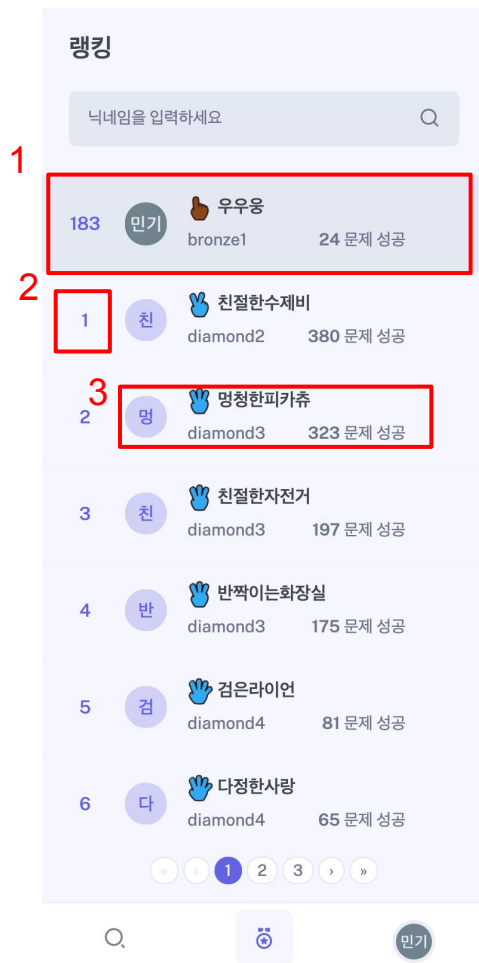 랭킹
닉네임을 입력하세요
1
우우웅
183 민기
bronze1 24 문제 성공
2
친절한수제비
1 친
diamond2 380 문제 성공
3
멍청한피카츄
2 멍
diamond3 323 문제 성공
친절한자전거
3 친
diamond3 197 문제 성공
반짝이는화장실
4 반
diamond3 175 문제 성공
검은라이언
5 검
diamond4 81 문제 성공
다정한사랑
6 다
diamond4 65 문제 성공
« ‹ 1 2 3 › »
민기